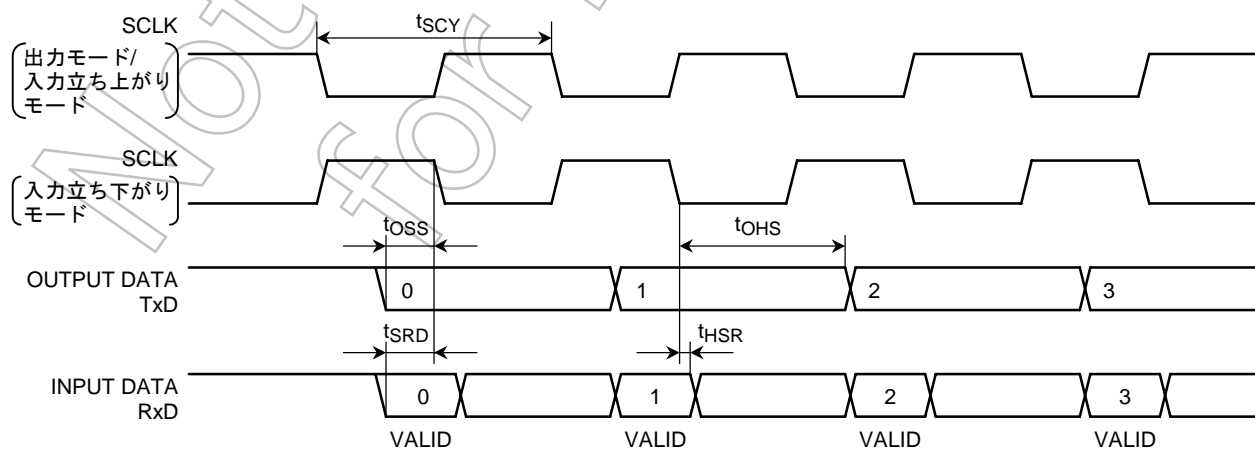 SCLK
出力モード/
入力立ち上がり
モード
tSCY
SCLK
入力立ち下がり
モード
tOSS
tOHS
OUTPUT DATA
TxD
0
1
2
3
tSRD
tHSR
INPUT DATA
RxD
0
1
2
3
VALID
VALID
VALID
VALID
Not
for